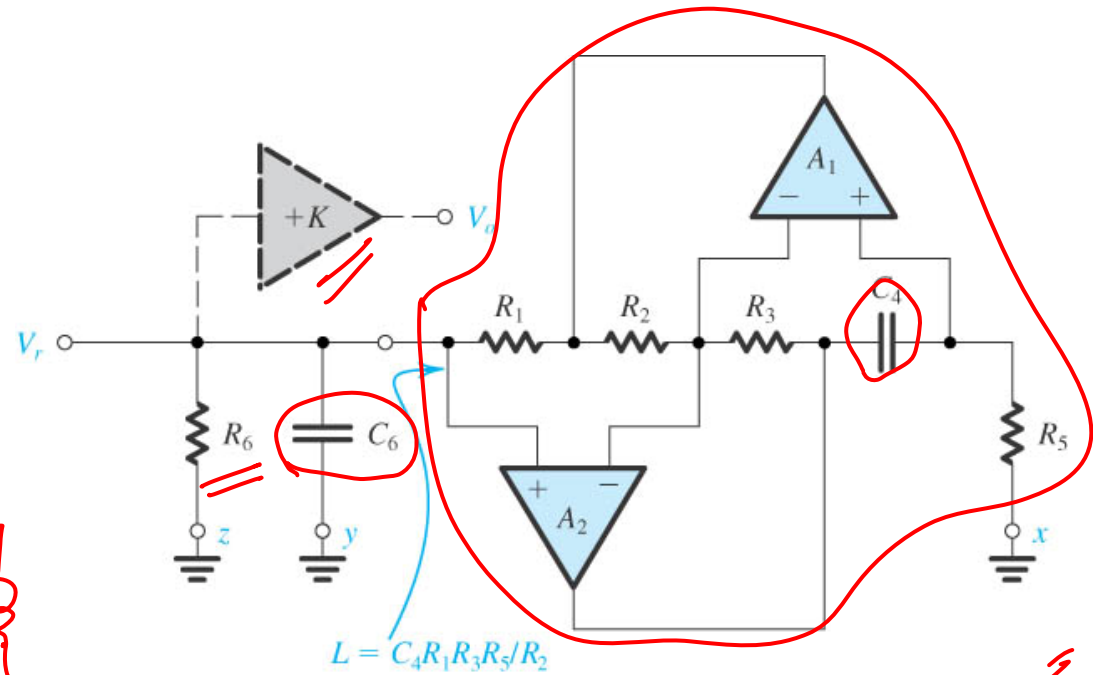 A₁
− +
+K
Vₒ
R₁ R₂ R₃ C₄
Vᵣ
R₆ C₆ R₅
+ −
A₂
z y x
L = C₄R₁R₃R₅/R₂